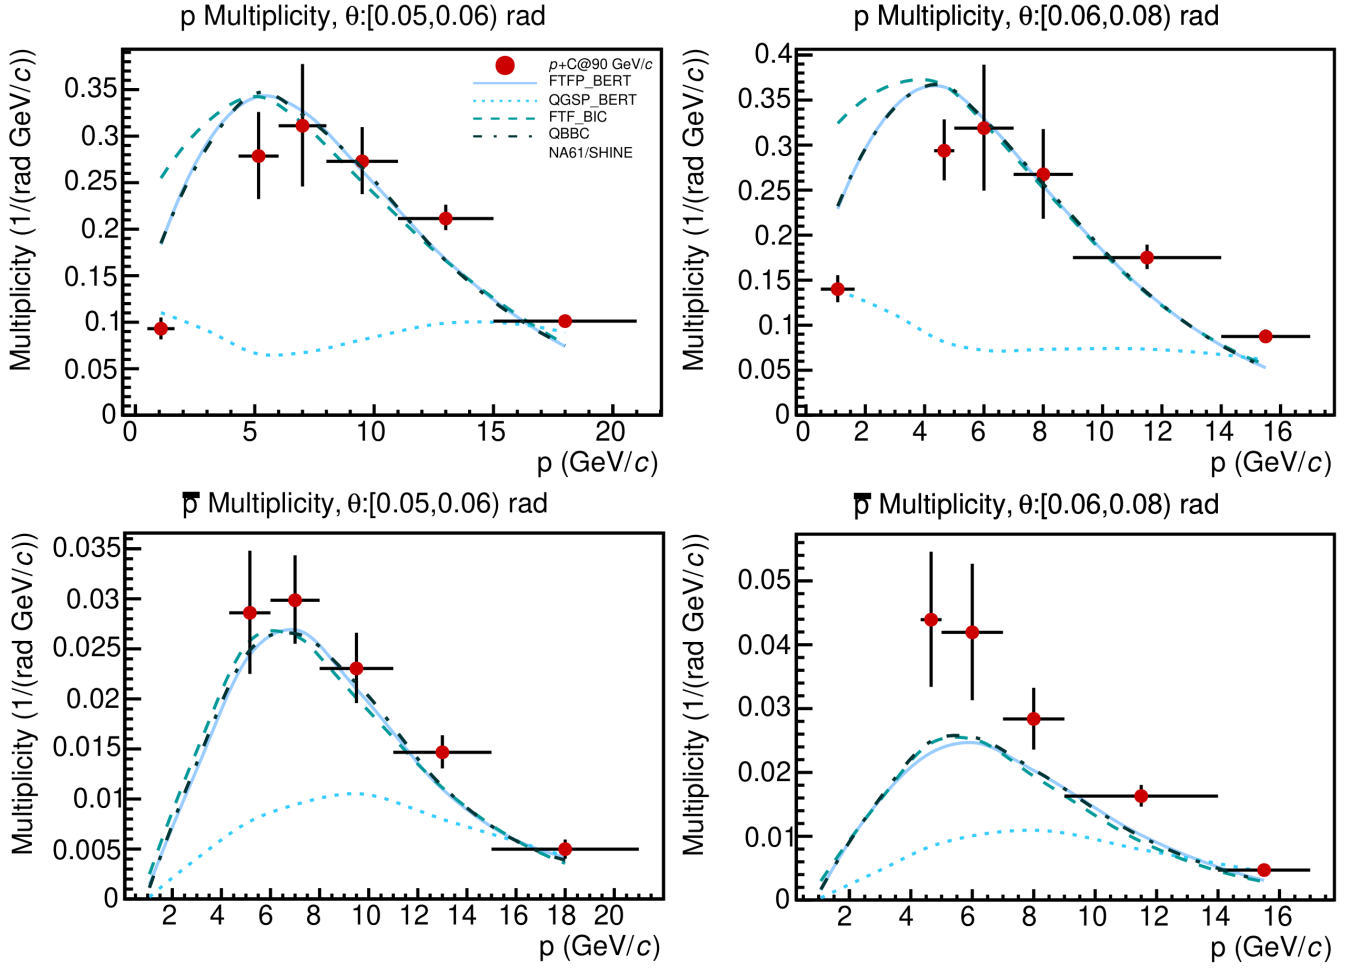 p Multiplicity, θ:[0.05,0.06) rad
Multiplicity (1/(rad GeV/c))
0.35
0.3
0.25
0.2
0.15
0.1
0.05
0
p+C@90 GeV/c
FTFP_BERT
QGSP_BERT
FTF_BIC
QBBC
NA61/SHINE
0 5 10 15 20
p (GeV/c)
p Multiplicity, θ:[0.06,0.08) rad
Multiplicity (1/(rad GeV/c))
0.4
0.35
0.3
0.25
0.2
0.15
0.1
0.05
0
0 2 4 6 8 10 12 14 16
p (GeV/c)
p̅ Multiplicity, θ:[0.05,0.06) rad
Multiplicity (1/(rad GeV/c))
0.035
0.03
0.025
0.02
0.015
0.01
0.005
0
2 4 6 8 10 12 14 16 18 20
p (GeV/c)
p̅ Multiplicity, θ:[0.06,0.08) rad
Multiplicity (1/(rad GeV/c))
0.05
0.04
0.03
0.02
0.01
0
2 4 6 8 10 12 14 16
p (GeV/c)